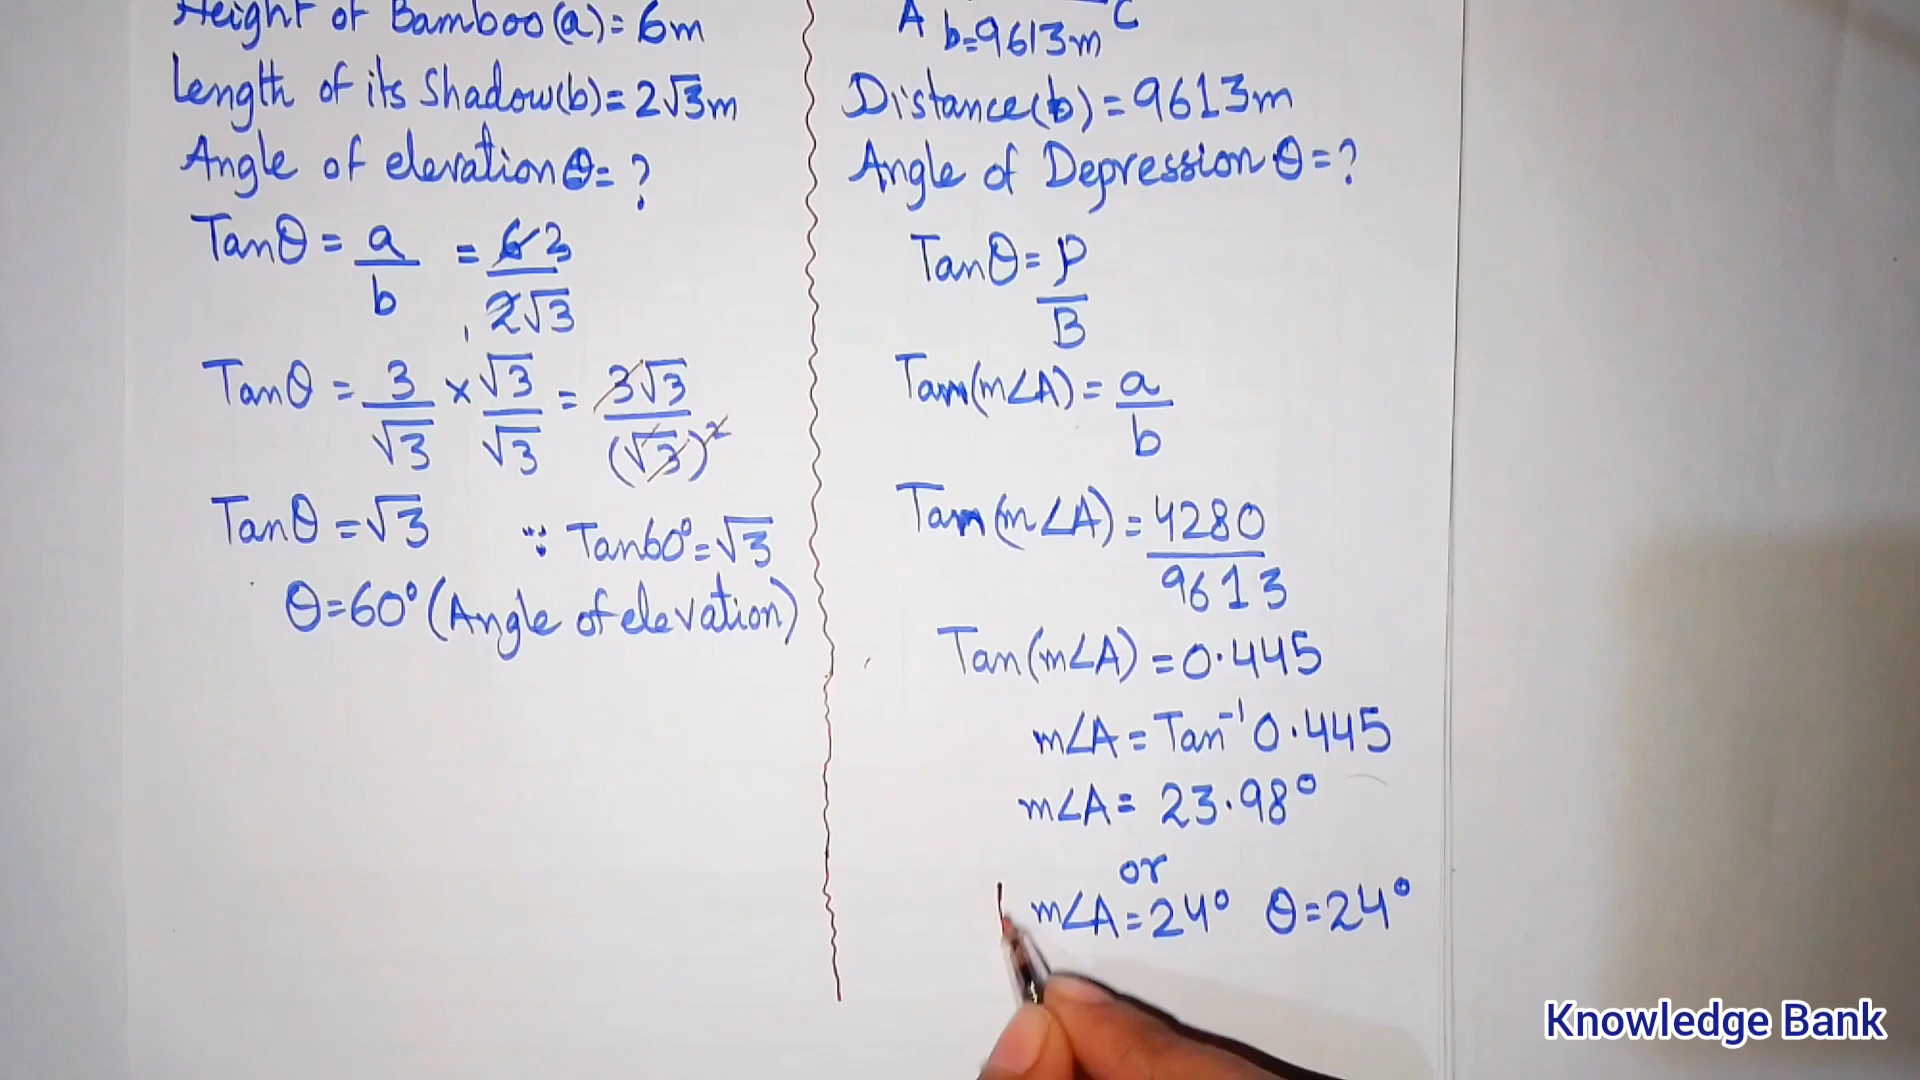 Height of Bamboo(a)=6m
Length of its Shadow(b)=2√3m
Angle of elevation θ=?
Tanθ = a/b = 6 3/2√3
Tanθ = 3/√3 × √3/√3 = 3√3/(√3)²
Tanθ = √3 ∵ Tan60°=√3
θ=60° (Angle of elevation)
A b=9613m C
Distance(b)=9613m
Angle of Depression θ=?
Tanθ= P/B
Tan(m∠A)= a/b
Tan(m∠A)= 4280/9613
Tan(m∠A)=0.445
m∠A=Tan⁻¹0.445
m∠A= 23.98°
or
m∠A=24° θ=24°
Knowledge Bank